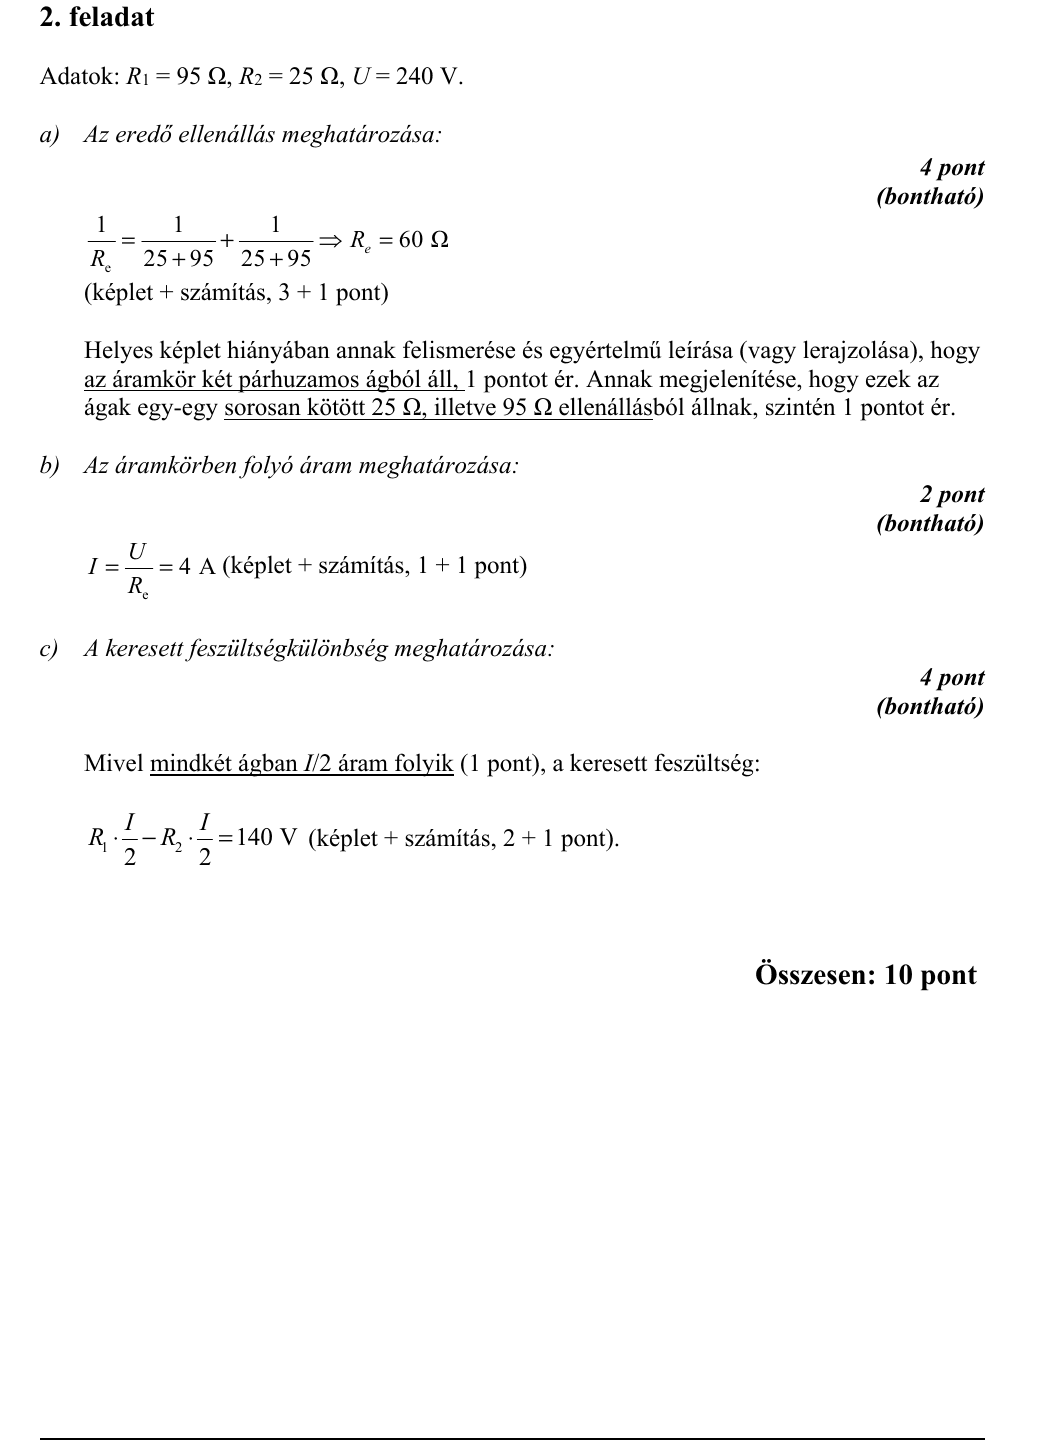 2. feladat
Adatok: R1 = 95 Ω, R2 = 25 Ω, U = 240 V.
a) Az eredő ellenállás meghatározása:
4 pont
(bontható)
1/Re = 1/(25+95) + 1/(25+95) ⇒ Re = 60 Ω
(képlet + számítás, 3 + 1 pont)
Helyes képlet hiányában annak felismerése és egyértelmű leírása (vagy lerajzolása), hogy
az áramkör két párhuzamos ágból áll, 1 pontot ér. Annak megjelenítése, hogy ezek az
ágak egy-egy sorosan kötött 25 Ω, illetve 95 Ω ellenállásból állnak, szintén 1 pontot ér.
b) Az áramkörben folyó áram meghatározása:
2 pont
(bontható)
I = U/Re = 4 A (képlet + számítás, 1 + 1 pont)
c) A keresett feszültségkülönbség meghatározása:
4 pont
(bontható)
Mivel mindkét ágban I/2 áram folyik (1 pont), a keresett feszültség:
R1 · I/2 − R2 · I/2 = 140 V (képlet + számítás, 2 + 1 pont).
Összesen: 10 pont